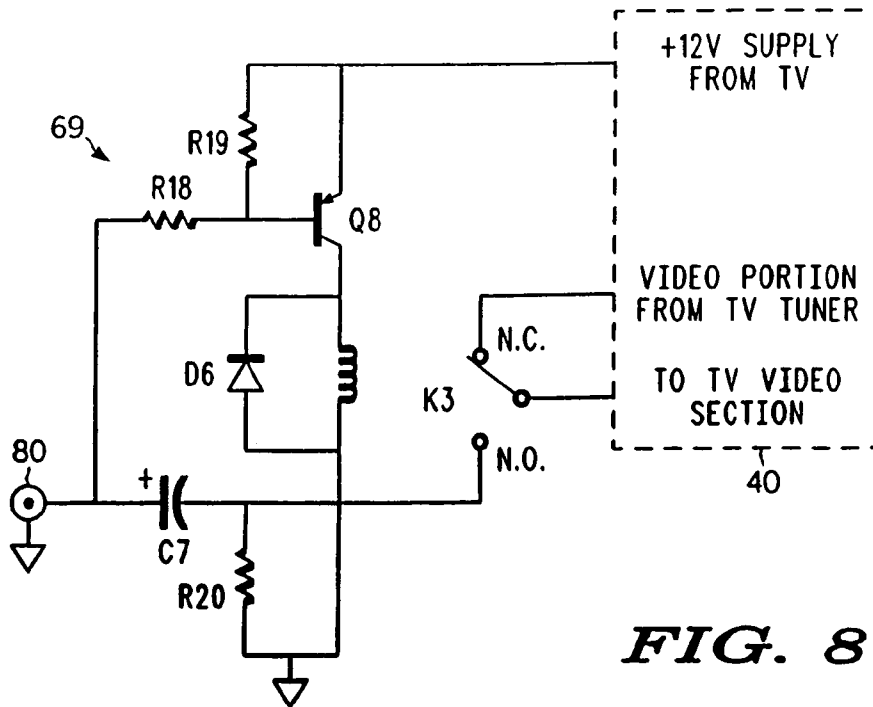 +12V SUPPLY
FROM TV
69
R19
R18
Q8
VIDEO PORTION
FROM TV TUNER
N.C.
D6
K3
TO TV VIDEO
SECTION
N.O.
40
80
+
C7
R20
FIG. 8